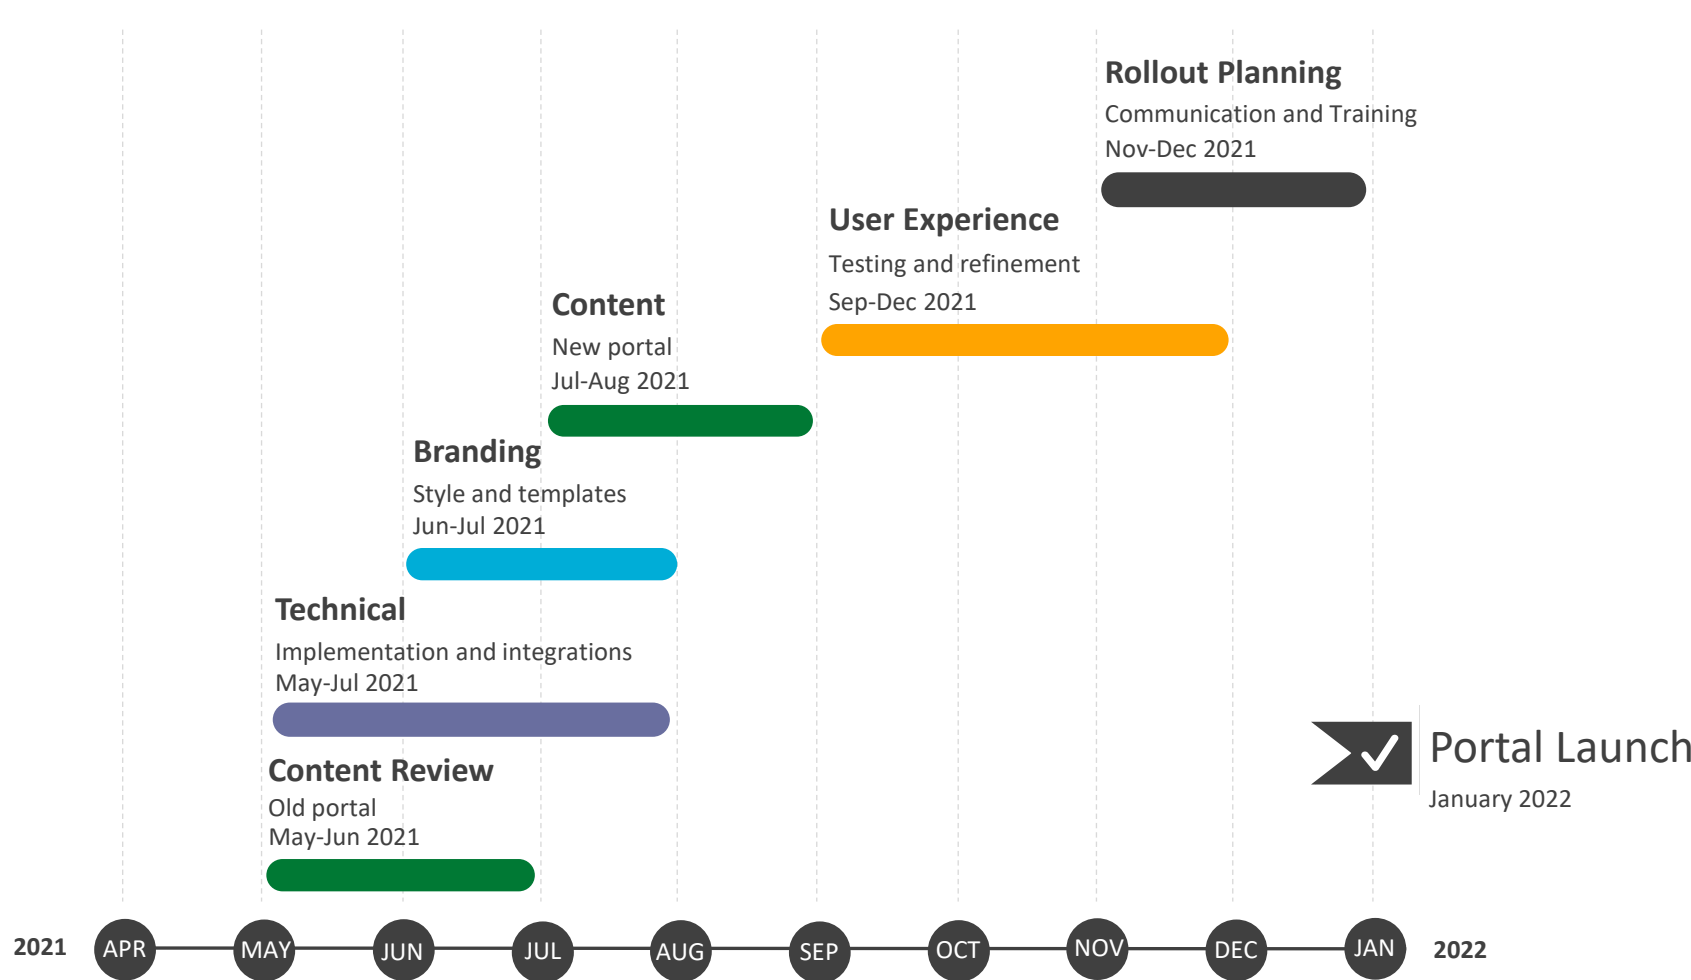 Rollout Planning
Communication and Training
Nov-Dec 2021
User Experience
Testing and refinement
Sep-Dec 2021
Content
New portal
Jul-Aug 2021
Branding
Style and templates
Jun-Jul 2021
Technical
Implementation and integrations
May-Jul 2021
Portal Launch
January 2022
Content Review
Old portal
May-Jun 2021
2021 APR MAY JUN JUL AUG SEP OCT NOV DEC JAN 2022